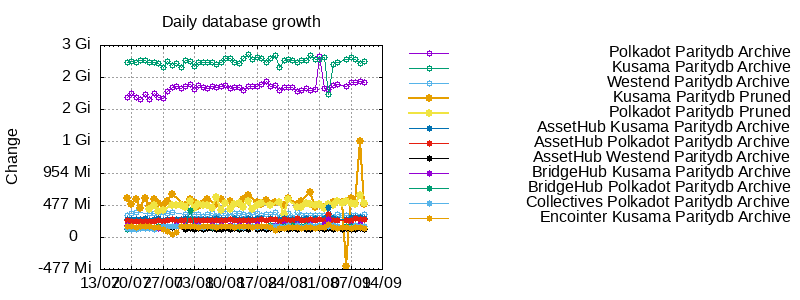 Daily database growth
Change
3 Gi
2 Gi
2 Gi
1 Gi
954 Mi
477 Mi
0
-477 Mi
13/07
20/07
27/07
03/08
10/08
17/08
24/08
31/08
07/09
14/09
Polkadot Paritydb Archive
Kusama Paritydb Archive
Westend Paritydb Archive
Kusama Paritydb Pruned
Polkadot Paritydb Pruned
AssetHub Kusama Paritydb Archive
AssetHub Polkadot Paritydb Archive
AssetHub Westend Paritydb Archive
BridgeHub Kusama Paritydb Archive
BridgeHub Polkadot Paritydb Archive
Collectives Polkadot Paritydb Archive
Encointer Kusama Paritydb Archive